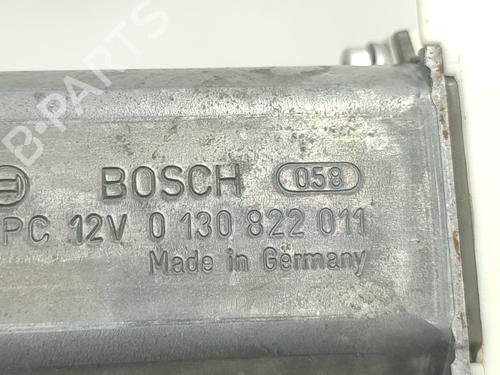 BOSCH 058
PC 12V 0 130 822 011
Made in Germany
B-PARTS